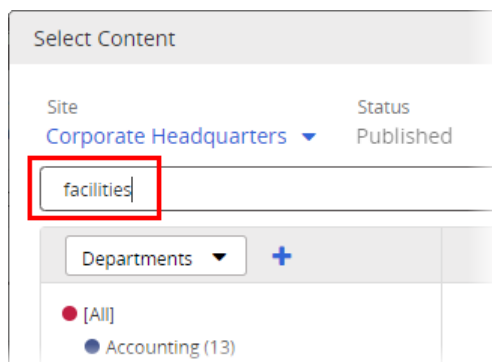 Select Content
Site Status
Corporate Headquarters Published
facilities
Departments
[All]
Accounting (13)